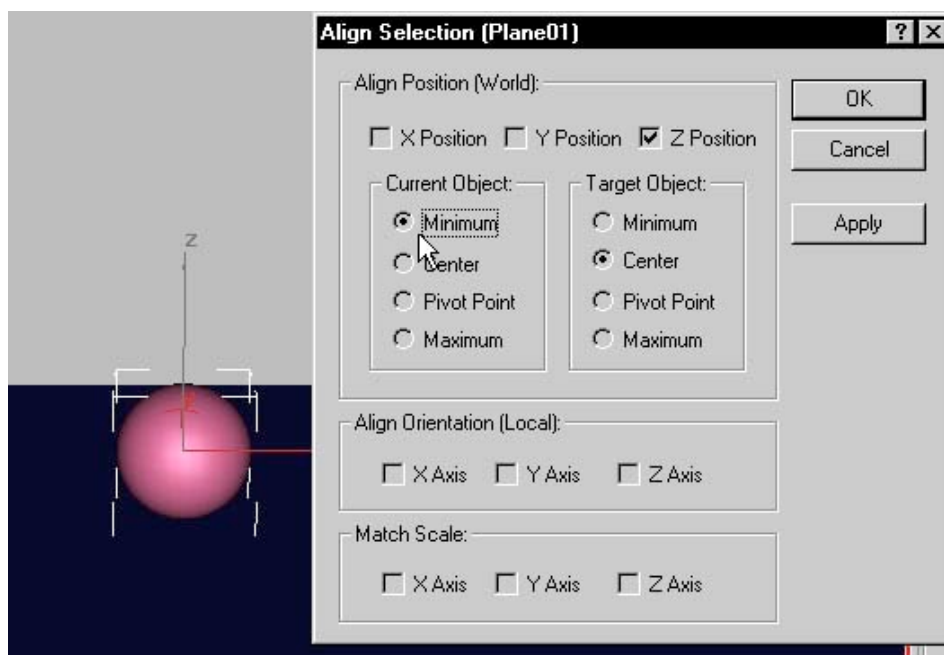 Align Selection (Plane01)
Align Position (World):
OK
X Position Y Position Z Position
Cancel
Current Object:
Minimum
Center
Pivot Point
Maximum
Target Object:
Minimum
Center
Pivot Point
Maximum
Apply
Z
Align Orientation (Local):
X Axis Y Axis Z Axis
Match Scale:
X Axis Y Axis Z Axis